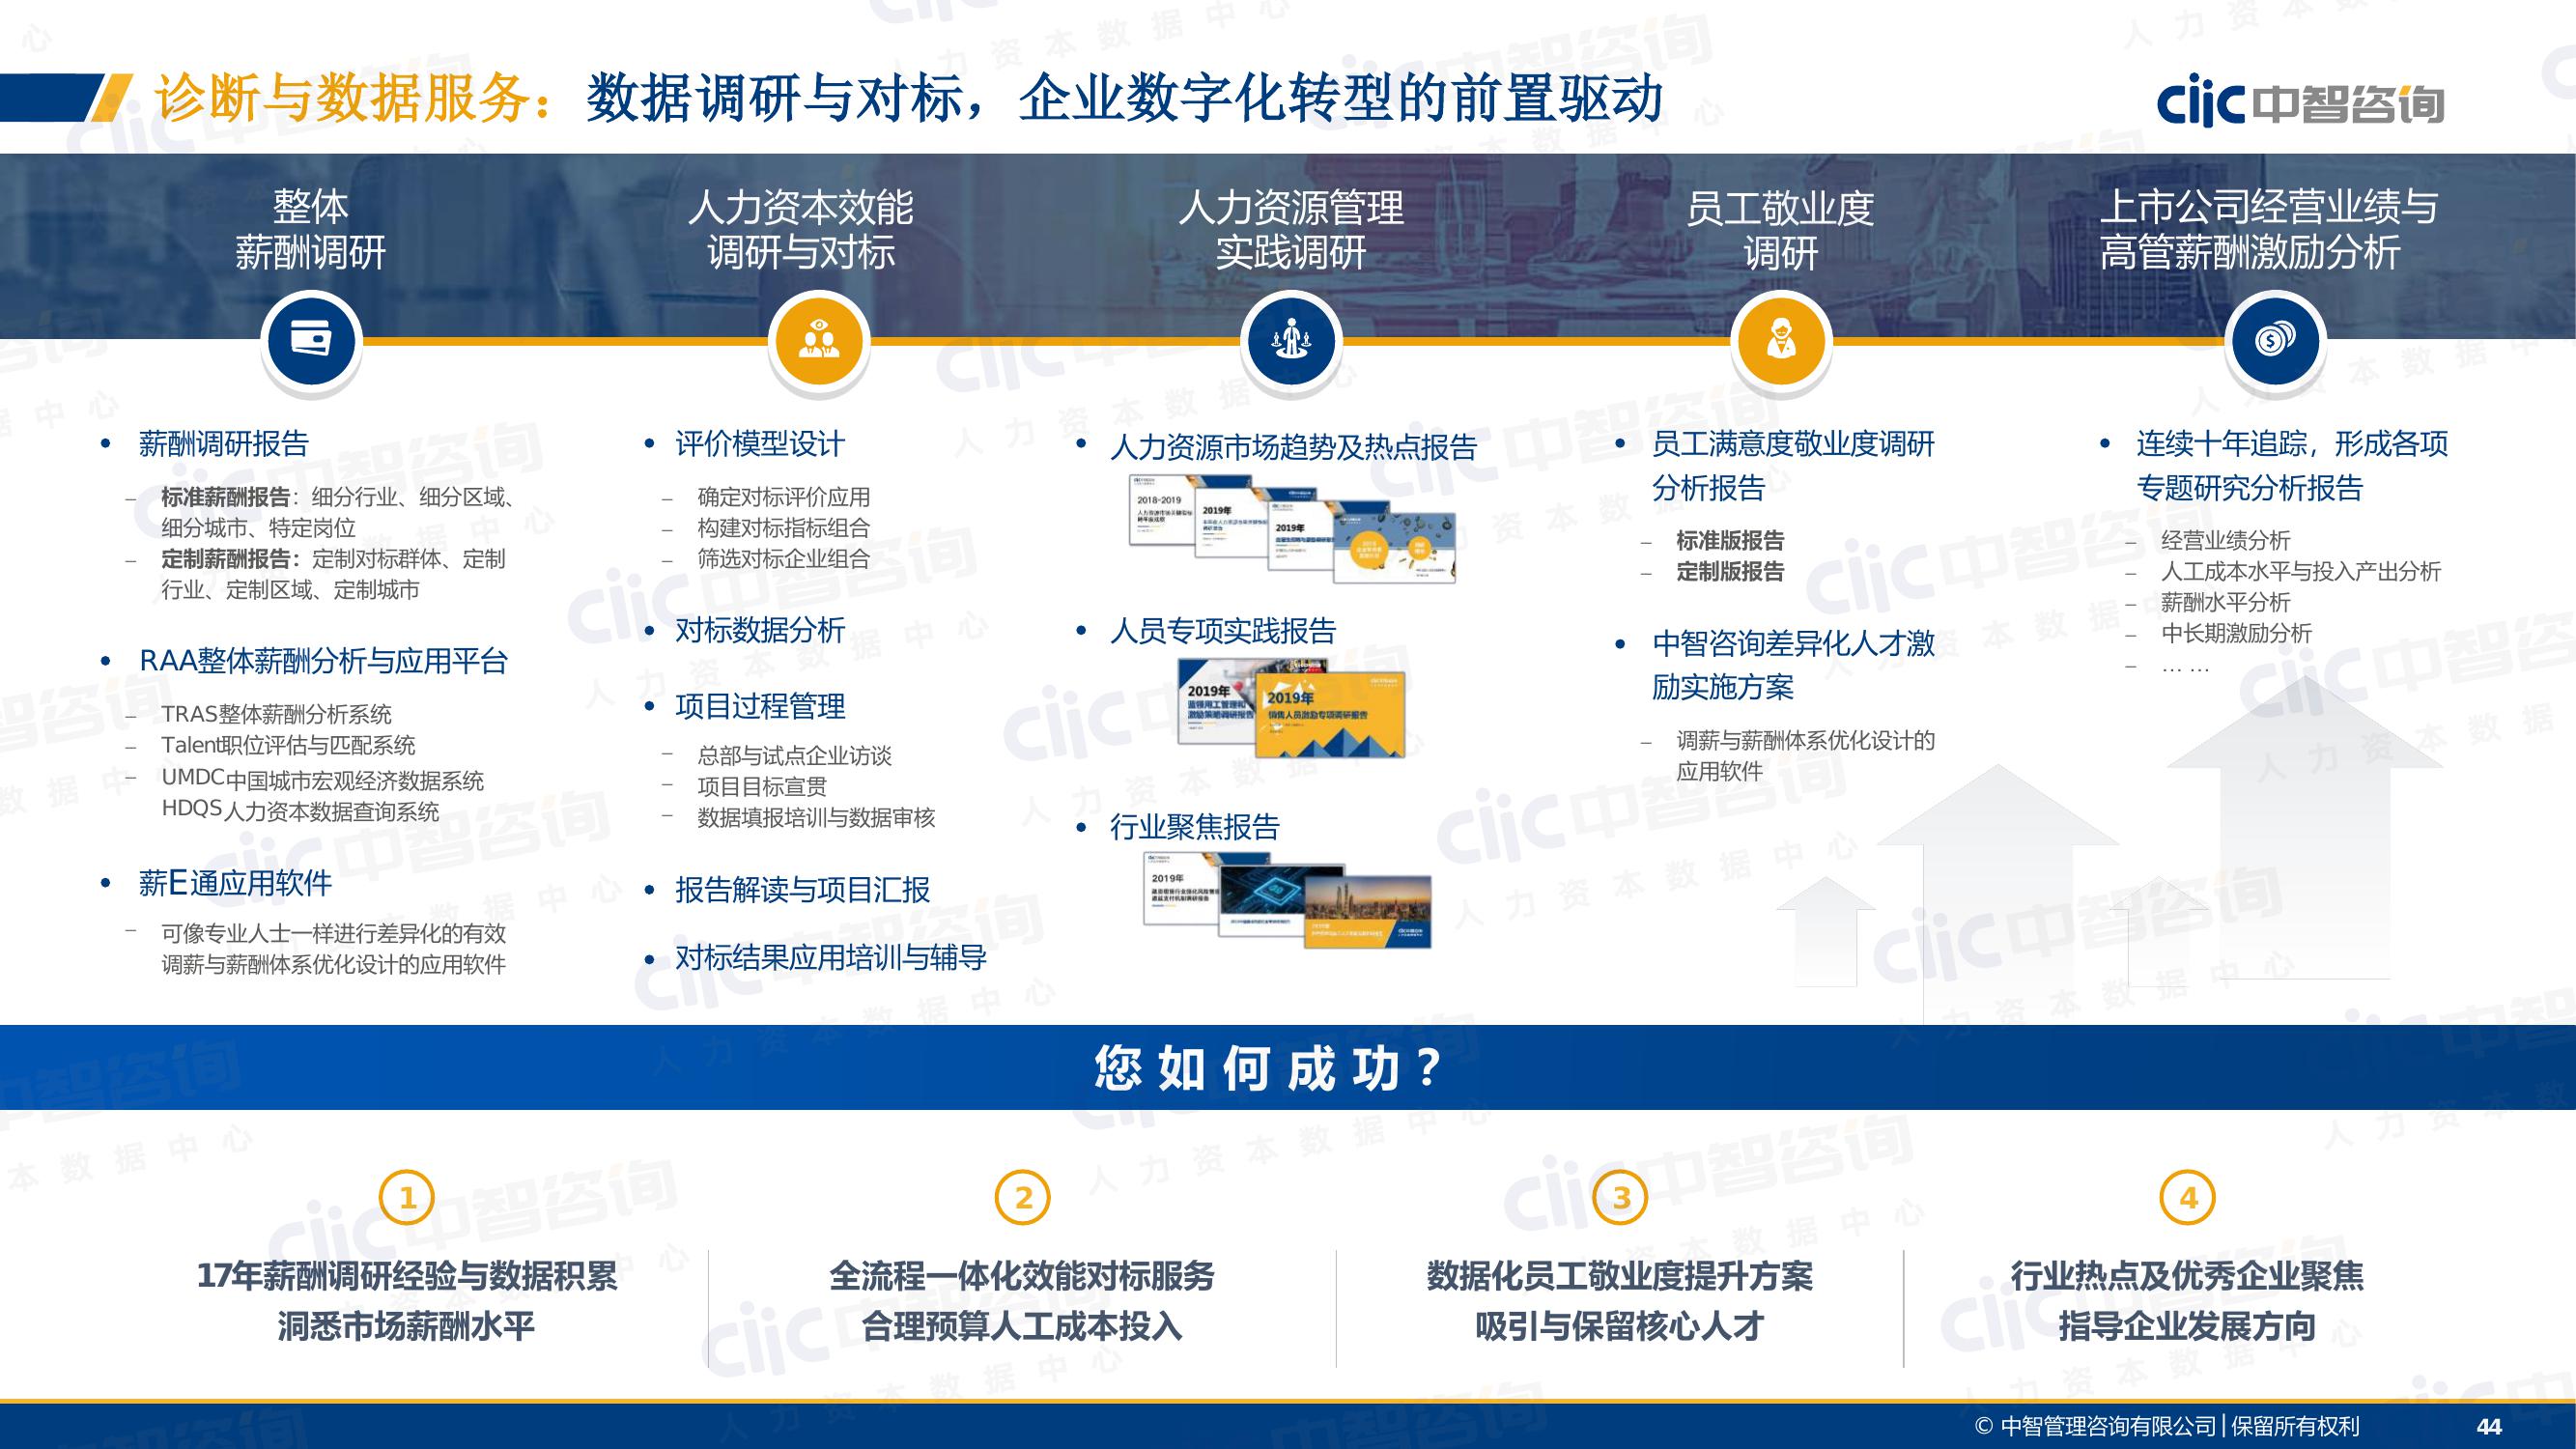 诊断与数据服务：数据调研与对标，企业数字化转型的前置驱动
ciic中智咨询
整体
薪酬调研
人力资本效能
调研与对标
人力资源管理
实践调研
员工敬业度
调研
上市公司经营业绩与
高管薪酬激励分析
• 薪酬调研报告
– 标准薪酬报告：细分行业、细分区域、
细分城市、特定岗位
– 定制薪酬报告：定制对标群体、定制
行业、定制区域、定制城市
• RAA整体薪酬分析与应用平台
– TRAS整体薪酬分析系统
– Talent职位评估与匹配系统
– UMDC中国城市宏观经济数据系统
HDQS人力资本数据查询系统
• 薪E通应用软件
– 可像专业人士一样进行差异化的有效
调薪与薪酬体系优化设计的应用软件
• 评价模型设计
– 确定对标评价应用
– 构建对标指标组合
– 筛选对标企业组合
• 对标数据分析
• 项目过程管理
– 总部与试点企业访谈
– 项目目标宣贯
– 数据填报培训与数据审核
• 报告解读与项目汇报
• 对标结果应用培训与辅导
• 人力资源市场趋势及热点报告
2018-2019
2019年
2019年
• 人员专项实践报告
2019年
蓝领用工管理和
激励策略调研报告
2019年
销售人员激励专项调研报告
• 行业聚焦报告
2019年
• 员工满意度敬业度调研
分析报告
– 标准版报告
– 定制版报告
• 中智咨询差异化人才激
励实施方案
– 调薪与薪酬体系优化设计的
应用软件
• 连续十年追踪，形成各项
专题研究分析报告
– 经营业绩分析
– 人工成本水平与投入产出分析
– 薪酬水平分析
– 中长期激励分析
– … …
您如何成功？
1
17年薪酬调研经验与数据积累
洞悉市场薪酬水平
2
全流程一体化效能对标服务
合理预算人工成本投入
3
数据化员工敬业度提升方案
吸引与保留核心人才
4
行业热点及优秀企业聚焦
指导企业发展方向
© 中智管理咨询有限公司|保留所有权利
44